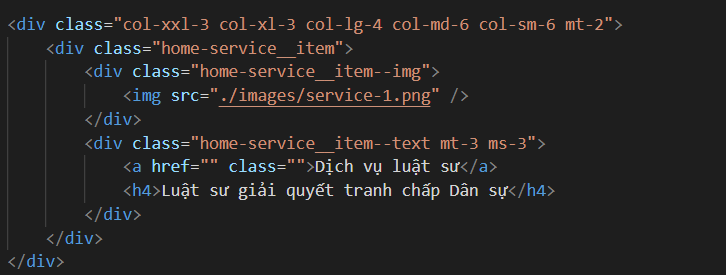 <div class="col-xxl-3 col-xl-3 col-lg-4 col-md-6 col-sm-6 mt-2">
    <div class="home-service__item">
        <div class="home-service__item--img">
            <img src="./images/service-1.png" />
        </div>
        <div class="home-service__item--text mt-3 ms-3">
            <a href="" class="">Dịch vụ luật sư</a>
            <h4>Luật sư giải quyết tranh chấp Dân sự</h4>
        </div>
    </div>
</div>